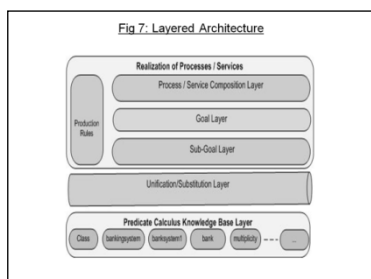 Fig 7: Layered Architecture
Realization of Processes / Services
Process / Service Composition Layer
Production
Rules
Goal Layer
Sub-Goal Layer
Unification/Substitution Layer
Predicate Calculus Knowledge Base Layer
Class bankingsystem banksystem1 bank multiplicity ...